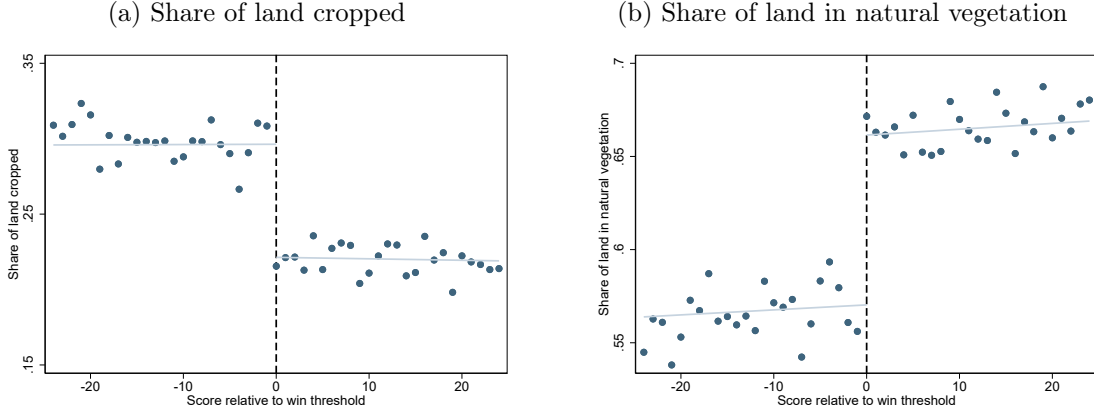 (a) Share of land cropped
Share of land cropped
.35
.25
.15
-20 -10 0 10 20
Score relative to win threshold
(b) Share of land in natural vegetation
Share of land in natural vegetation
.7
.65
.6
.55
-20 -10 0 10 20
Score relative to win threshold